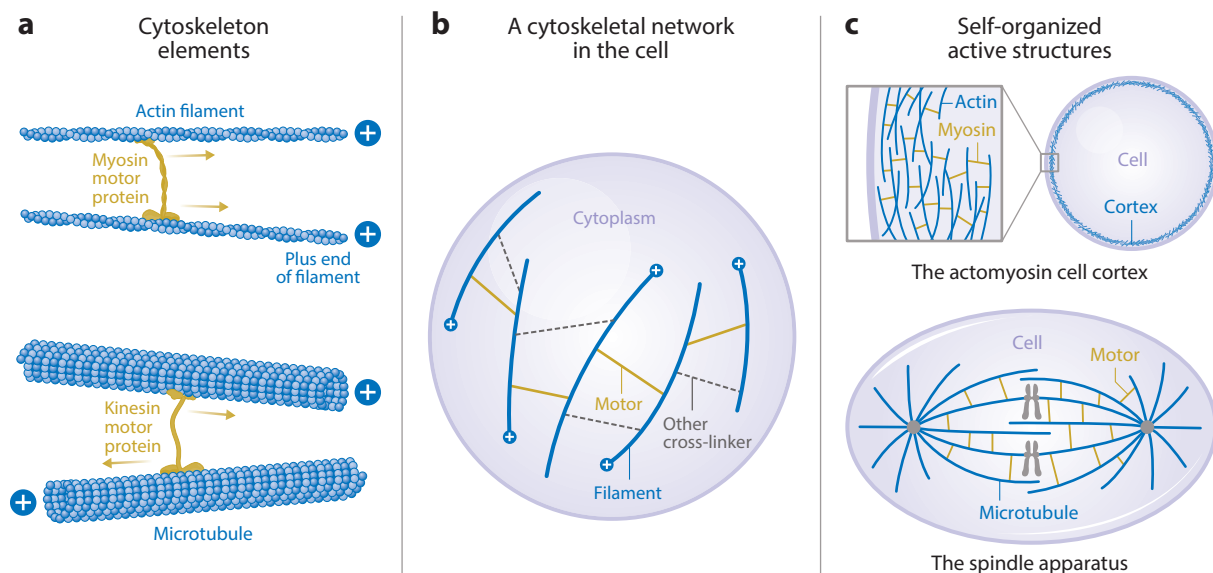 a
Cytoskeleton
elements
Actin filament
+
Myosin
motor
protein
+
Plus end
of filament
Kinesin
motor
protein
+
+
Microtubule
b
A cytoskeletal network
in the cell
Cytoplasm
+
+
+
Motor
Other
cross-linker
+
+
Filament
c
Self-organized
active structures
Actin
Myosin
Cell
Cortex
The actomyosin cell cortex
Cell
Motor
Microtubule
The spindle apparatus